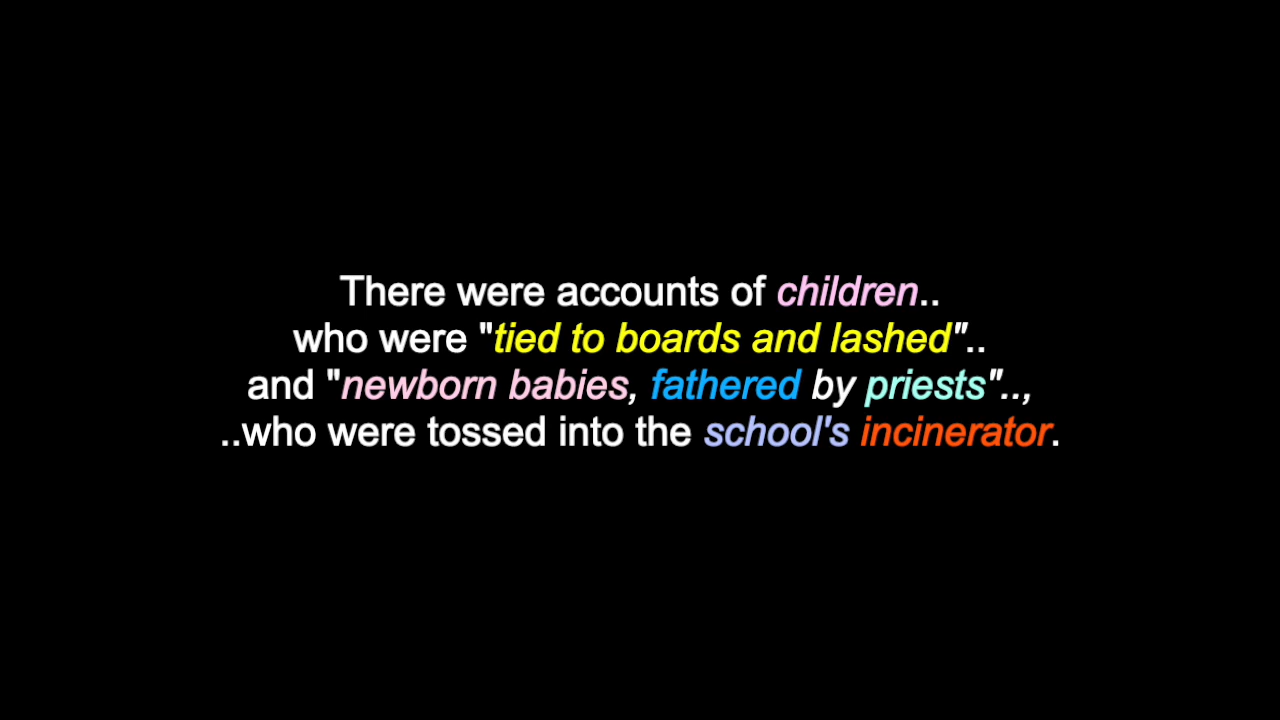 There were accounts of children..
who were "tied to boards and lashed"..
and "newborn babies, fathered by priests"..,
..who were tossed into the school's incinerator.